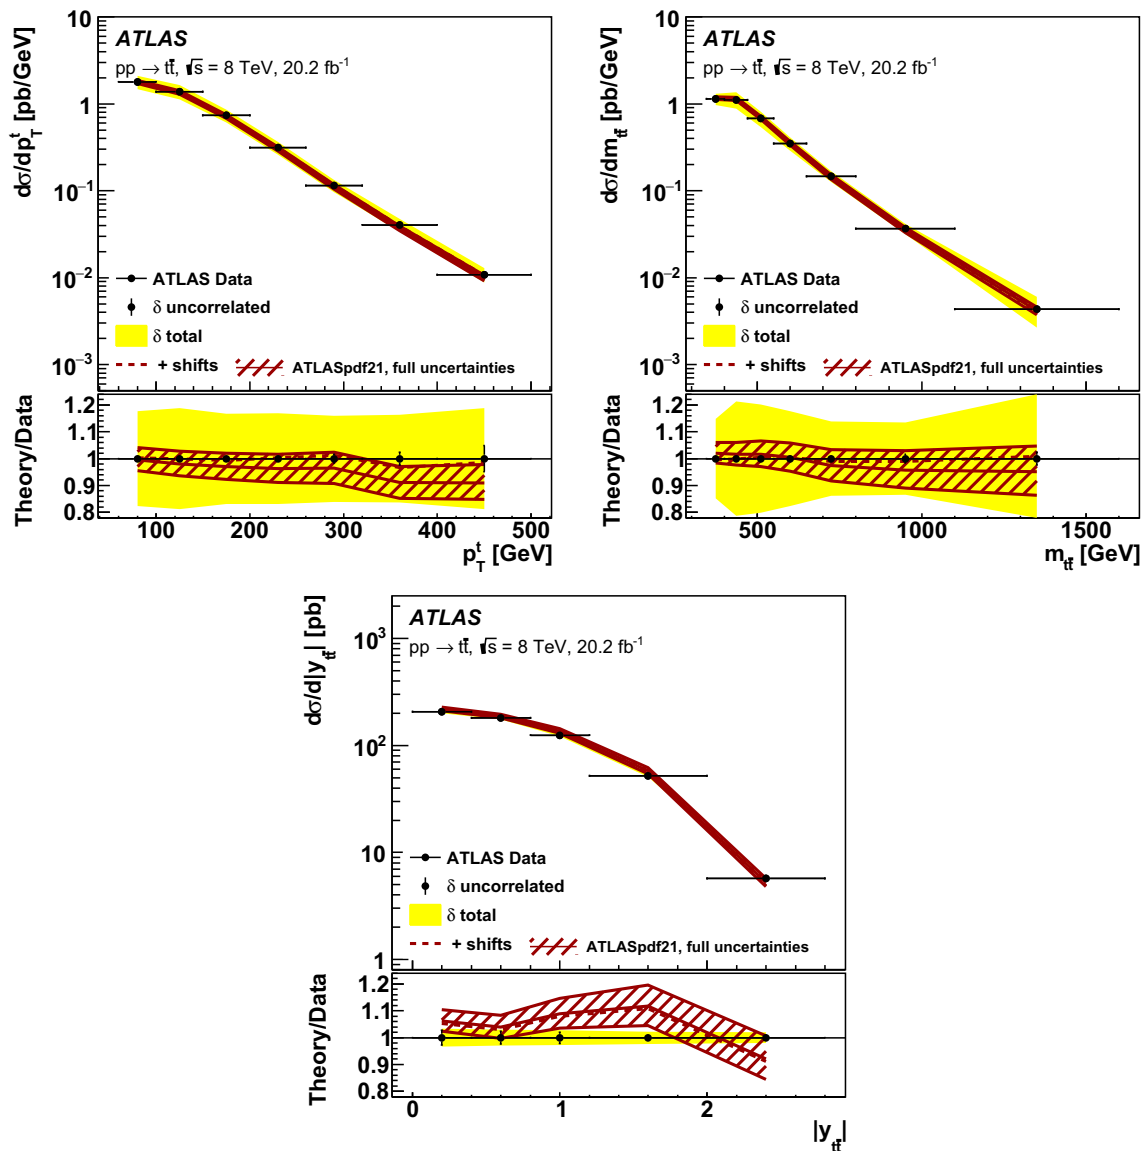 ATLAS
pp → tt̄, √s = 8 TeV, 20.2 fb⁻¹
dσ/dp_T^t [pb/GeV]
10
1
10⁻¹
10⁻²
10⁻³
ATLAS Data
δ uncorrelated
δ total
+ shifts
ATLASpdf21, full uncertainties
Theory/Data
1.2
1.1
1
0.9
0.8
100 200 300 400 500
p_T^t [GeV]
ATLAS
pp → tt̄, √s = 8 TeV, 20.2 fb⁻¹
dσ/dm_tt̄ [pb/GeV]
10
1
10⁻¹
10⁻²
10⁻³
ATLAS Data
δ uncorrelated
δ total
+ shifts
ATLASpdf21, full uncertainties
Theory/Data
1.2
1.1
1
0.9
0.8
500 1000 1500
m_tt̄ [GeV]
ATLAS
pp → tt̄, √s = 8 TeV, 20.2 fb⁻¹
dσ/d|y_tt̄| [pb]
10³
10²
10
1
ATLAS Data
δ uncorrelated
δ total
+ shifts
ATLASpdf21, full uncertainties
Theory/Data
1.2
1.1
1
0.9
0.8
0 1 2
|y_tt̄|